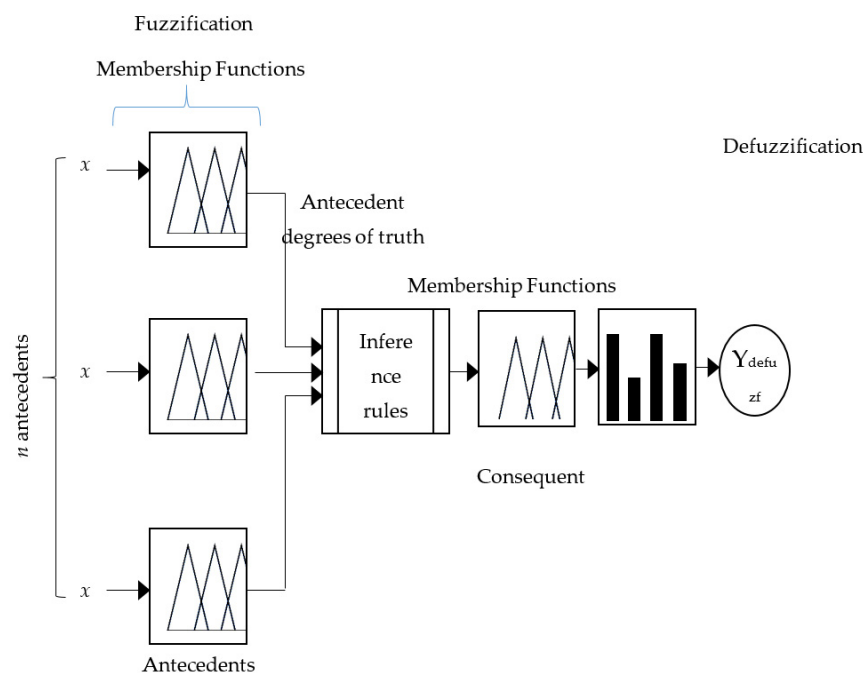 Fuzzification
Membership Functions
Defuzzification
x
Antecedent
degrees of truth
Membership Functions
n antecedents
x
Infere
nce
rules
Ydefu
zf
Consequent
x
Antecedents